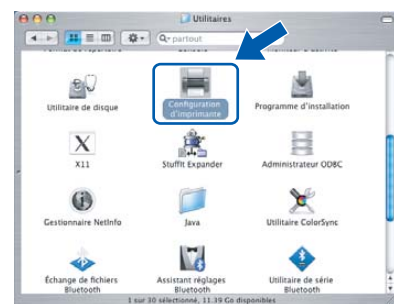 Utilitaires
Q▾ partout
Utilitaire de disque
Configuration
d'imprimante
Programme d'installation
X11
StuffIt Expander
Administrateur ODBC
Gestionnaire NetInfo
Java
Utilitaire ColorSync
Échange de fichiers
Bluetooth
Assistant réglages
Bluetooth
Utilitaire de série
Bluetooth
1 sur 30 sélectionné, 11.39 Go disponibles